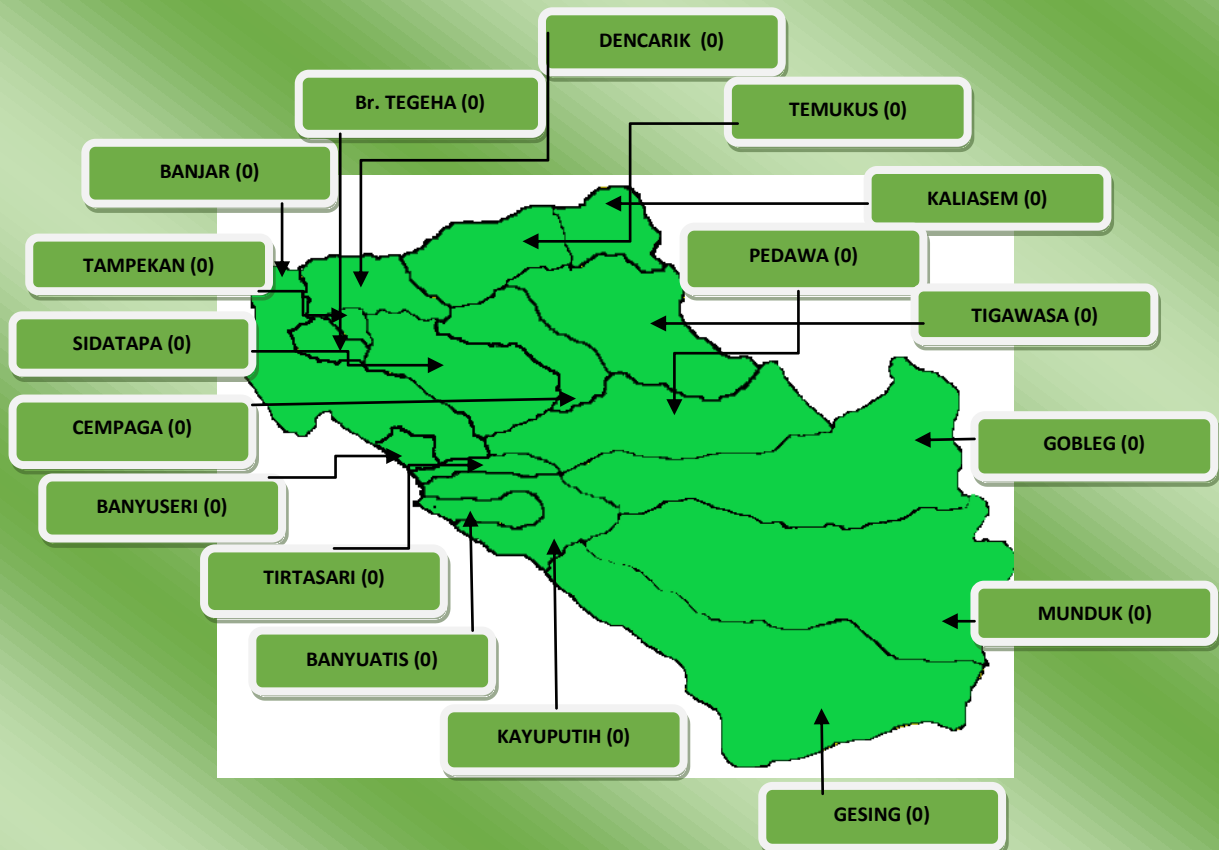 DENCARIK (0)
Br. TEGEHA (0)
TEMUKUS (0)
BANJAR (0)
KALIASEM (0)
TAMPEKAN (0)
PEDAWA (0)
SIDATAPA (0)
TIGAWASA (0)
CEMPAGA (0)
GOBLEG (0)
BANYUSERI (0)
TIRTASARI (0)
MUNDUK (0)
BANYUATIS (0)
KAYUPUTIH (0)
GESING (0)